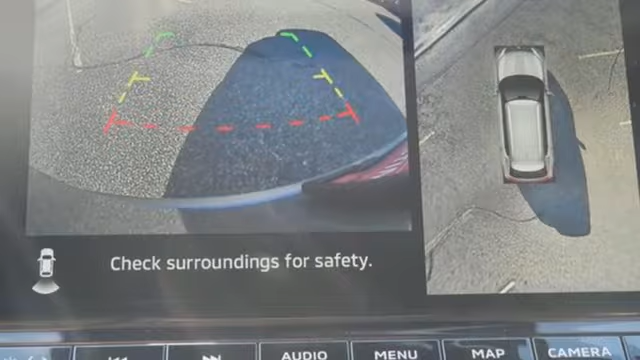 Check surroundings for safety.
AUDIO
MENU
MAP
CAMERA